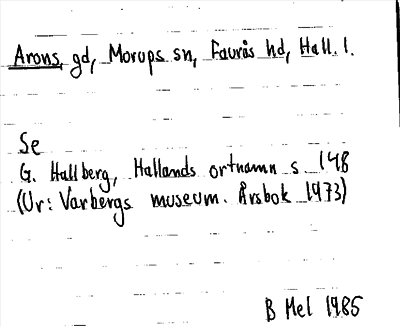 Arons, gd, Morups sn, Faurås hd, Hall. l.
Se
G. Hallberg, Hallands ortnamn s. 148
(Ur: Varbergs museum. Årsbok 1973)
B Mel 1985